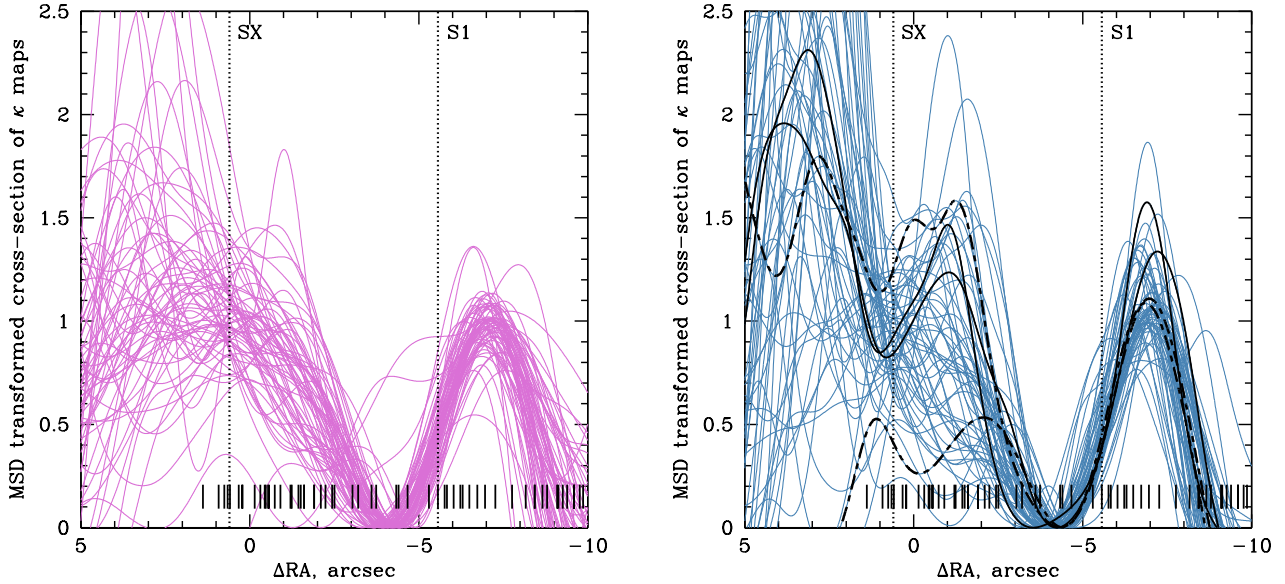 2.5
SX
S1
2
1.5
1
0.5
0
5
0
−5
−10
MSD transformed cross−section of κ maps
ΔRA, arcsec
2.5
SX
S1
2
1.5
1
0.5
0
5
0
−5
−10
MSD transformed cross−section of κ maps
ΔRA, arcsec